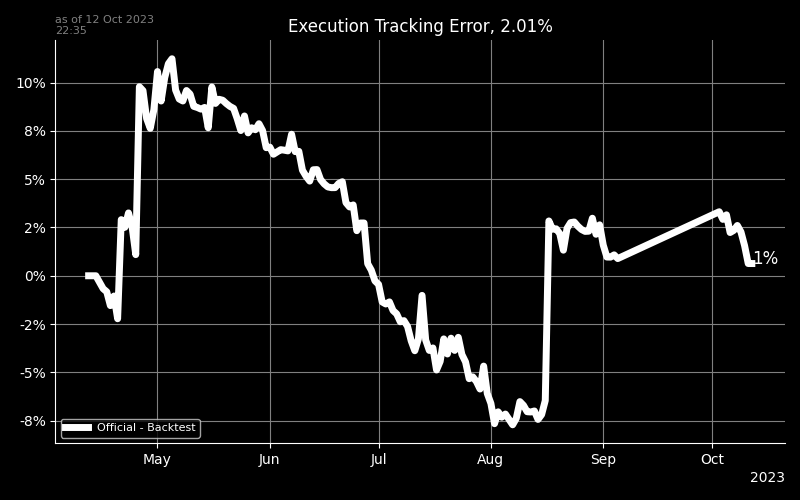 as of 12 Oct 2023
22:35
Execution Tracking Error, 2.01%
10%
8%
5%
2%
0%
-2%
-5%
-8%
1%
Official - Backtest
May Jun Jul Aug Sep Oct
2023